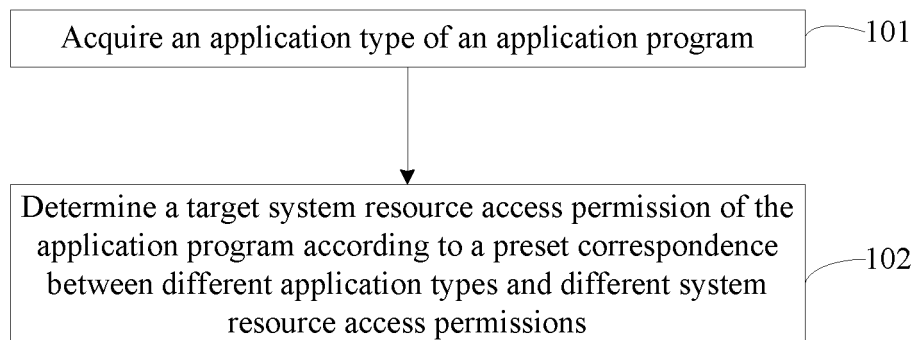 Acquire an application type of an application program
101
Determine a target system resource access permission of the
application program according to a preset correspondence
between different application types and different system
resource access permissions
102